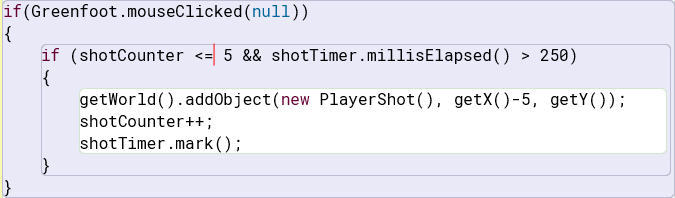 if(Greenfoot.mouseClicked(null))
{
if (shotCounter <= 5 && shotTimer.millisElapsed() > 250)
{
getWorld().addObject(new PlayerShot(), getX()-5, getY());
shotCounter++;
shotTimer.mark();
}
}